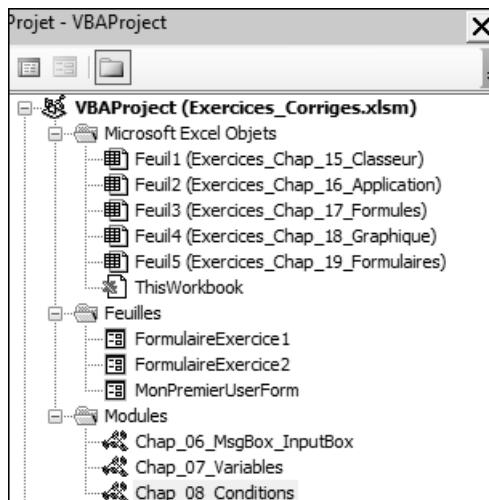 Projet - VBAProject
VBAProject (Exercices_Corriges.xlsm)
Microsoft Excel Objets
Feuil1 (Exercices_Chap_15_Classeur)
Feuil2 (Exercices_Chap_16_Application)
Feuil3 (Exercices_Chap_17_Formules)
Feuil4 (Exercices_Chap_18_Graphique)
Feuil5 (Exercices_Chap_19_Formulaires)
ThisWorkbook
Feuilles
FormulaireExercice1
FormulaireExercice2
MonPremierUserForm
Modules
Chap_06_MsgBox_InputBox
Chap_07_Variables
Chap_08_Conditions